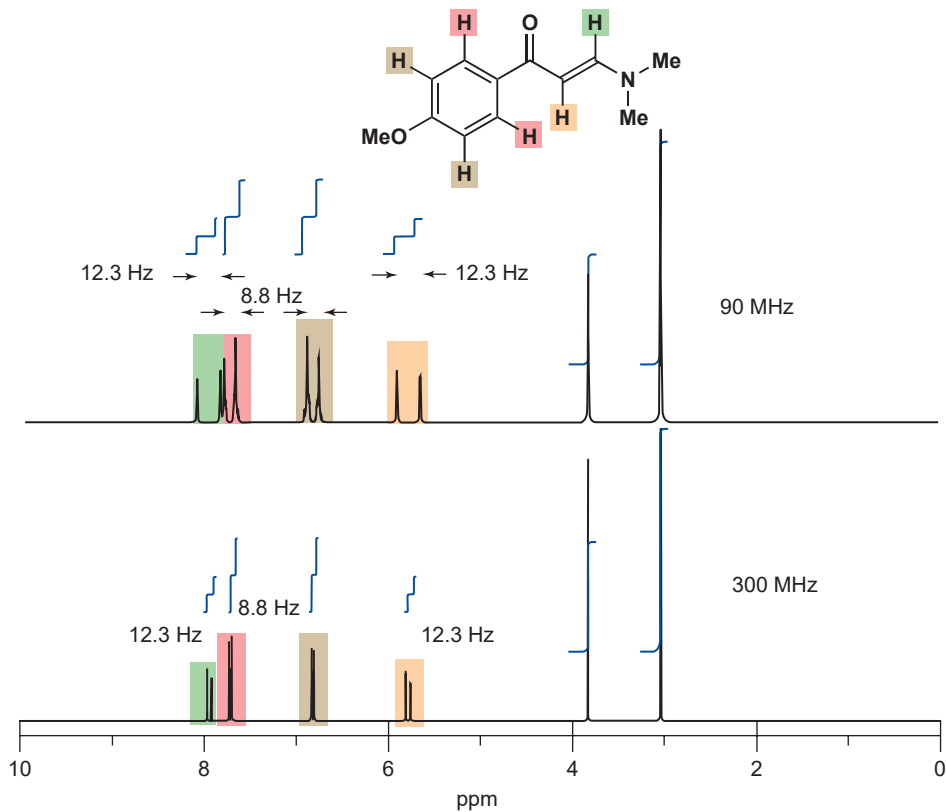 H O H
H Me
N
H Me
MeO H
H
12.3 Hz 12.3 Hz
8.8 Hz
90 MHz
300 MHz
8.8 Hz
12.3 Hz 12.3 Hz
10 8 6 4 2 0
ppm